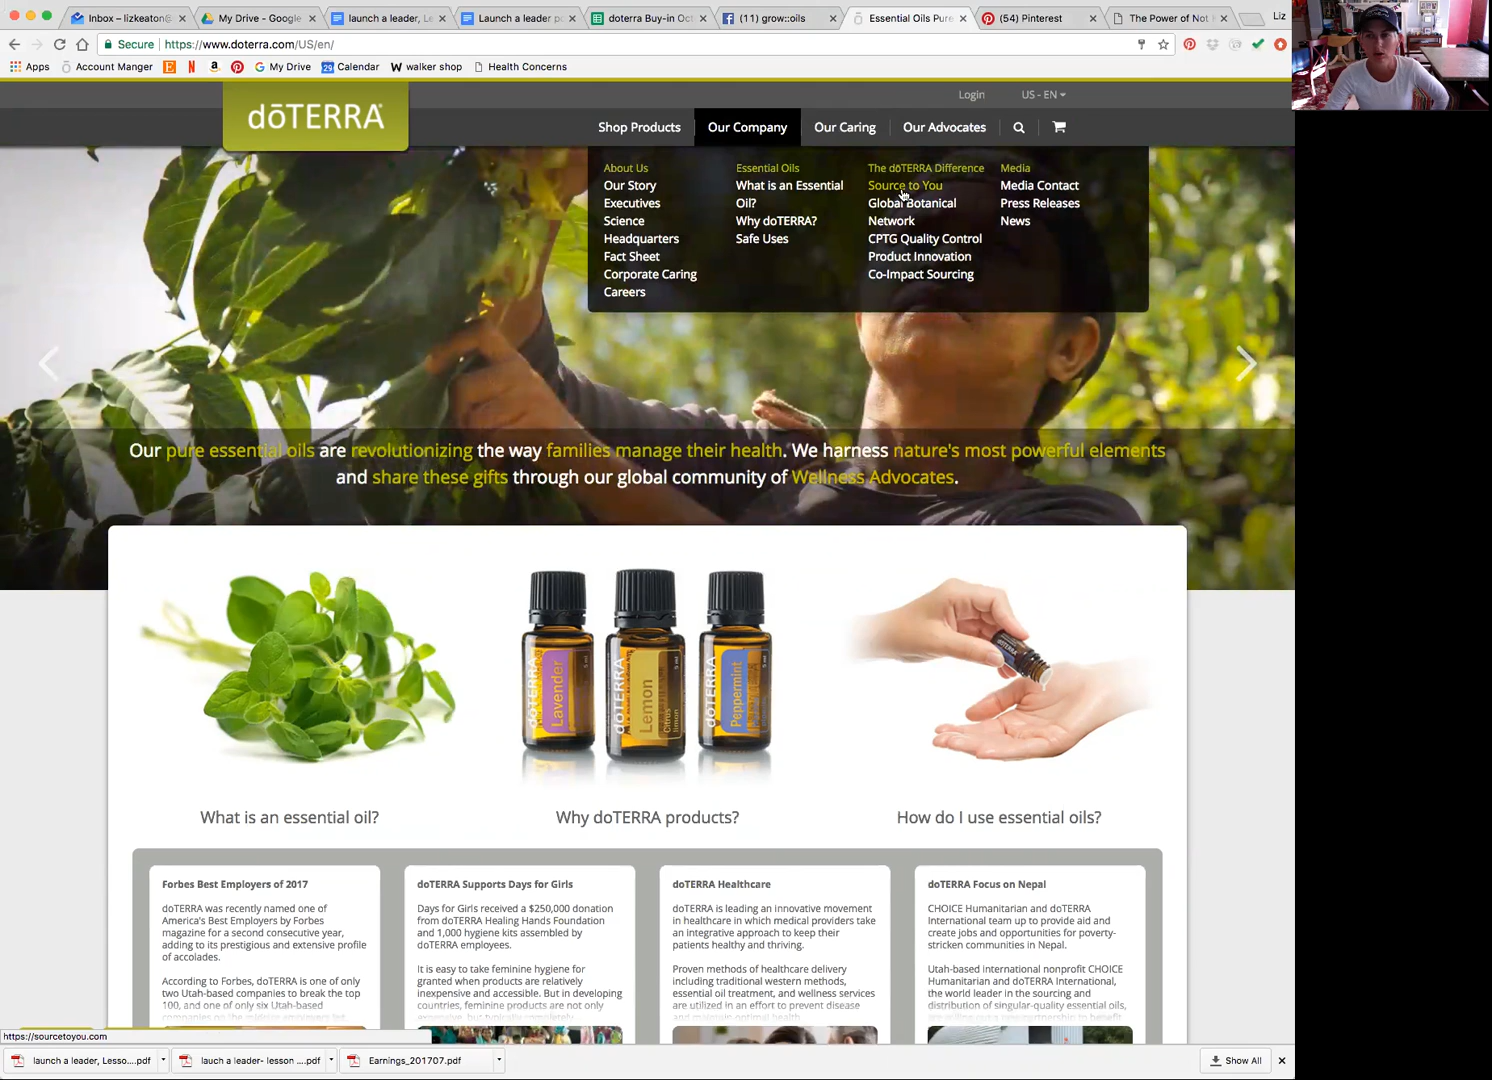 Inbox – lizkeaton@
My Drive - Google
launch a leader, Le
Launch a leader p
doterra Buy-in Oct
(11) grow::oils
Essential Oils Pure
(54) Pinterest
The Power of Not
Liz
Secure
https://www.doterra.com/US/en/
Apps
Account Manger
My Drive
Calendar
walker shop
Health Concerns
Login
US - EN
dōTERRA
Shop Products
Our Company
Our Caring
Our Advocates
About Us
Our Story
Executives
Science
Headquarters
Fact Sheet
Corporate Caring
Careers
Essential Oils
What is an Essential
Oil?
Why doTERRA?
Safe Uses
The dōTERRA Difference
Source to You
Global Botanical
Network
CPTG Quality Control
Product Innovation
Co-Impact Sourcing
Media
Media Contact
Press Releases
News
Our pure essential oils are revolutionizing the way families manage their health. We harness nature's most powerful elements
and share these gifts through our global community of Wellness Advocates.
dōTERRA
Lavender
dōTERRA
Lemon
Citrus
limon
dōTERRA
Peppermint
What is an essential oil?
Why doTERRA products?
How do I use essential oils?
Forbes Best Employers of 2017
doTERRA was recently named one of
America's Best Employers by Forbes
magazine for a second consecutive year,
adding to its prestigious and extensive profile
of accolades.
According to Forbes, doTERRA is one of only
two Utah-based companies to break the top
100, and one of only six Utah-based
companies on the midsize employers list.
doTERRA Supports Days for Girls
Days for Girls received a $250,000 donation
from doTERRA Healing Hands Foundation
and 1,000 hygiene kits assembled by
doTERRA employees.
It is easy to take feminine hygiene for
granted when products are relatively
inexpensive and accessible. But in developing
countries, feminine products are not only
expensive, but typically completely
doTERRA Healthcare
doTERRA is leading an innovative movement
in healthcare in which medical providers take
an integrative approach to keep their
patients healthy and thriving.
Proven methods of healthcare delivery
including traditional western methods,
essential oil treatment, and wellness services
are utilized in an effort to prevent disease
and maintain optimal health.
doTERRA Focus on Nepal
CHOICE Humanitarian and doTERRA
International team up to provide aid and
create jobs and opportunities for poverty-
stricken communities in Nepal.
Utah-based international nonprofit CHOICE
Humanitarian and doTERRA International,
the world leader in the sourcing and
distribution of singular-quality essential oils,
https://sourcetoyou.com
launch a leader, Lesso....pdf
lauch a leader- lesson ....pdf
Earnings_201707.pdf
Show All